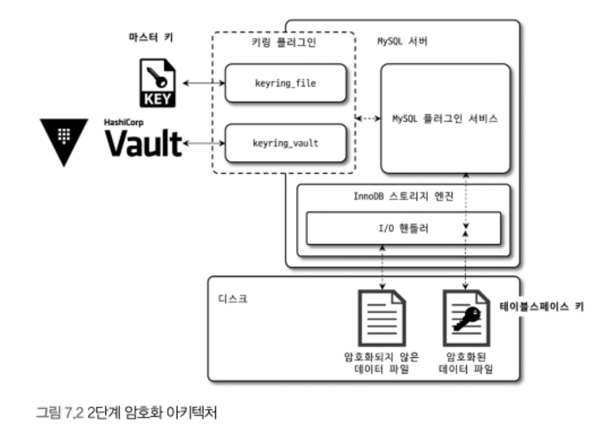 마스터 키
키링 플러그인
MySQL 서버
KEY
keyring_file
HashiCorp
Vault
keyring_vault
MySQL 플러그인 서비스
InnoDB 스토리지 엔진
I/O 핸들러
디스크
테이블스페이스 키
암호화되지 않은
데이터 파일
암호화된
데이터 파일
그림 7.2 2단계 암호화 아키텍처